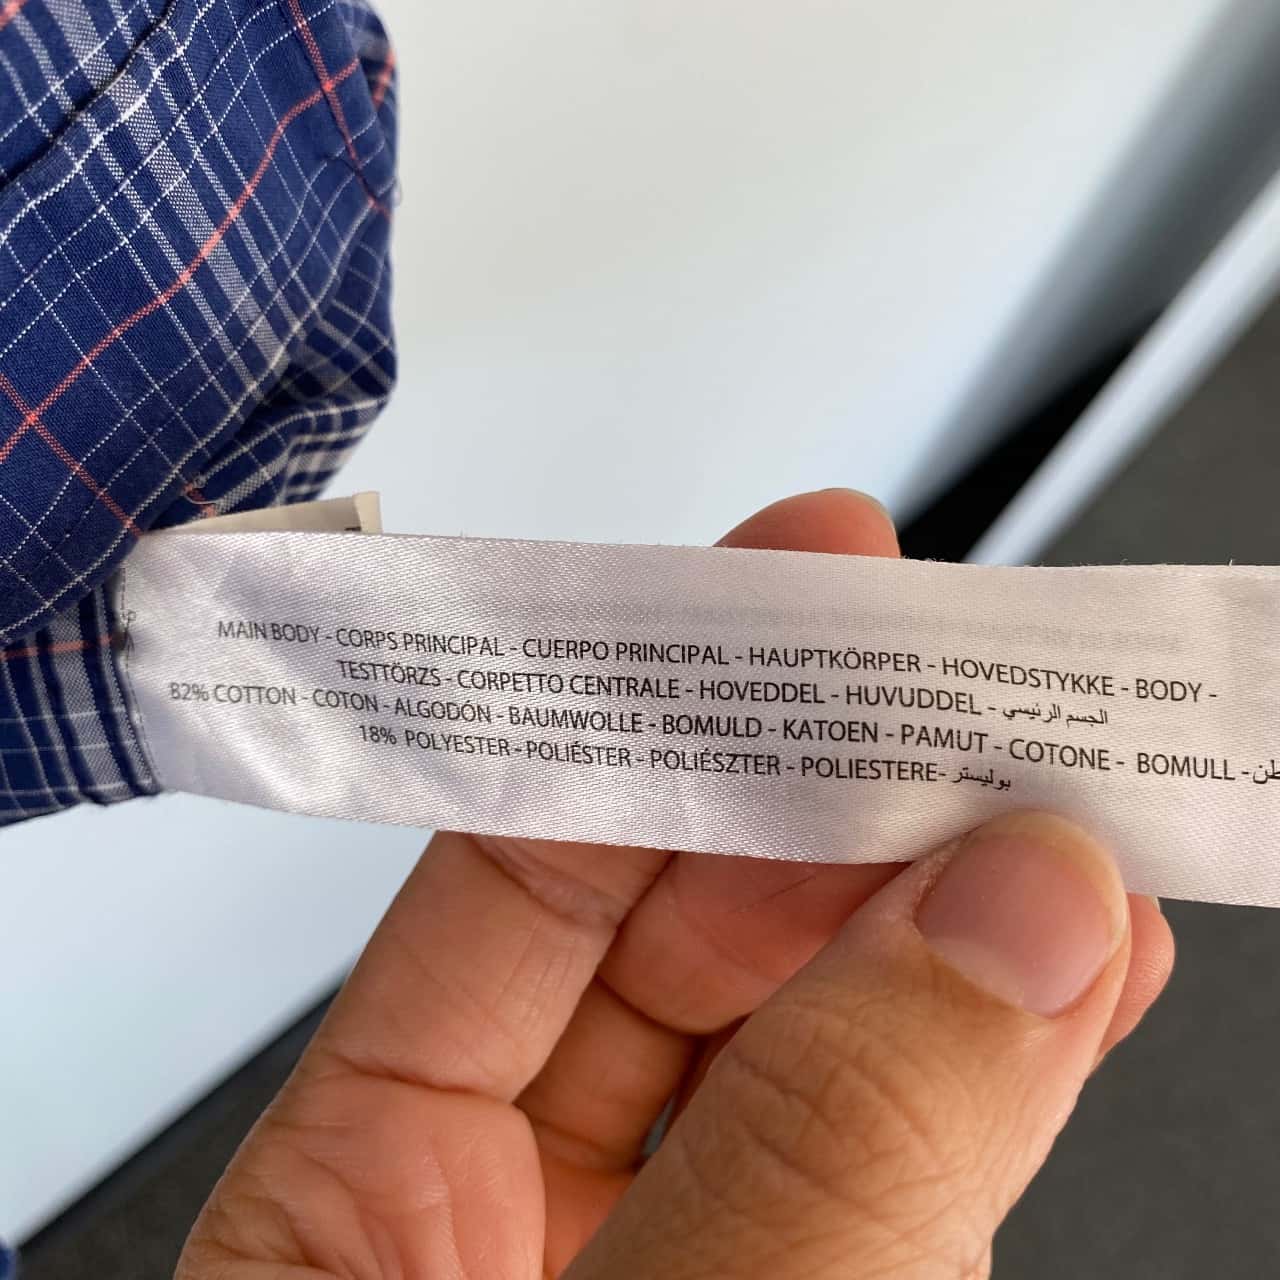 MAIN BODY - CORPS PRINCIPAL - CUERPO PRINCIPAL - HAUPTKÖRPER - HOVEDSTYKKE - BODY -
TESTTÖRZS - CORPETTO CENTRALE - HOVEDDEL - HUVUDDEL - الجسم الرئيسي
82% COTTON - COTON - ALGODÓN - BAUMWOLLE - BOMULD - KATOEN - PAMUT - COTONE - BOMULL -
18% POLYESTER - POLIÉSTER - POLIÉSZTER - POLIESTERE- بوليستر